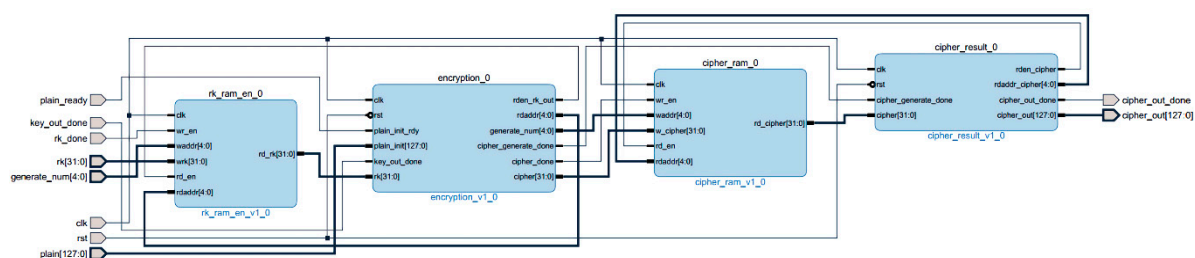 plain_ready
key_out_done
rk_done
rk[31:0]
generate_num[4:0]
clk
rst
plain[127:0]
rk_ram_en_0
clk
wr_en
waddr[4:0]
wrk[31:0]
rd_en
rdaddr[4:0]
rd_rk[31:0]
rk_ram_en_v1_0
encryption_0
clk
rst
plain_init_rdy
plain_init[127:0]
key_out_done
rk[31:0]
rden_rk_out
rdaddr[4:0]
generate_num[4:0]
cipher_generate_done
cipher_done
cipher[31:0]
encryption_v1_0
cipher_ram_0
clk
wr_en
waddr[4:0]
w_cipher[31:0]
rd_en
rdaddr[4:0]
rd_cipher[31:0]
cipher_ram_v1_0
cipher_result_0
clk
rst
cipher_generate_done
cipher[31:0]
rden_cipher
rdaddr_cipher[4:0]
cipher_out_done
cipher_out[127:0]
cipher_result_v1_0
cipher_out_done
cipher_out[127:0]